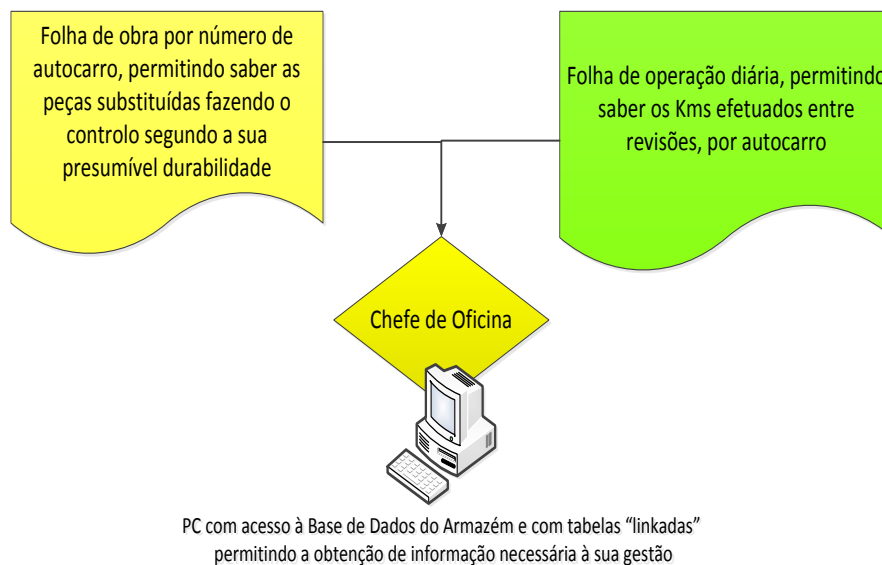 Folha de obra por número de
autocarro, permitindo saber as
peças substituídas fazendo o
controlo segundo a sua
presumível durabilidade
Folha de operação diária, permitindo
saber os Kms efetuados entre
revisões, por autocarro
Chefe de Oficina
PC com acesso à Base de Dados do Armazém e com tabelas “linkadas”
permitindo a obtenção de informação necessária à sua gestão